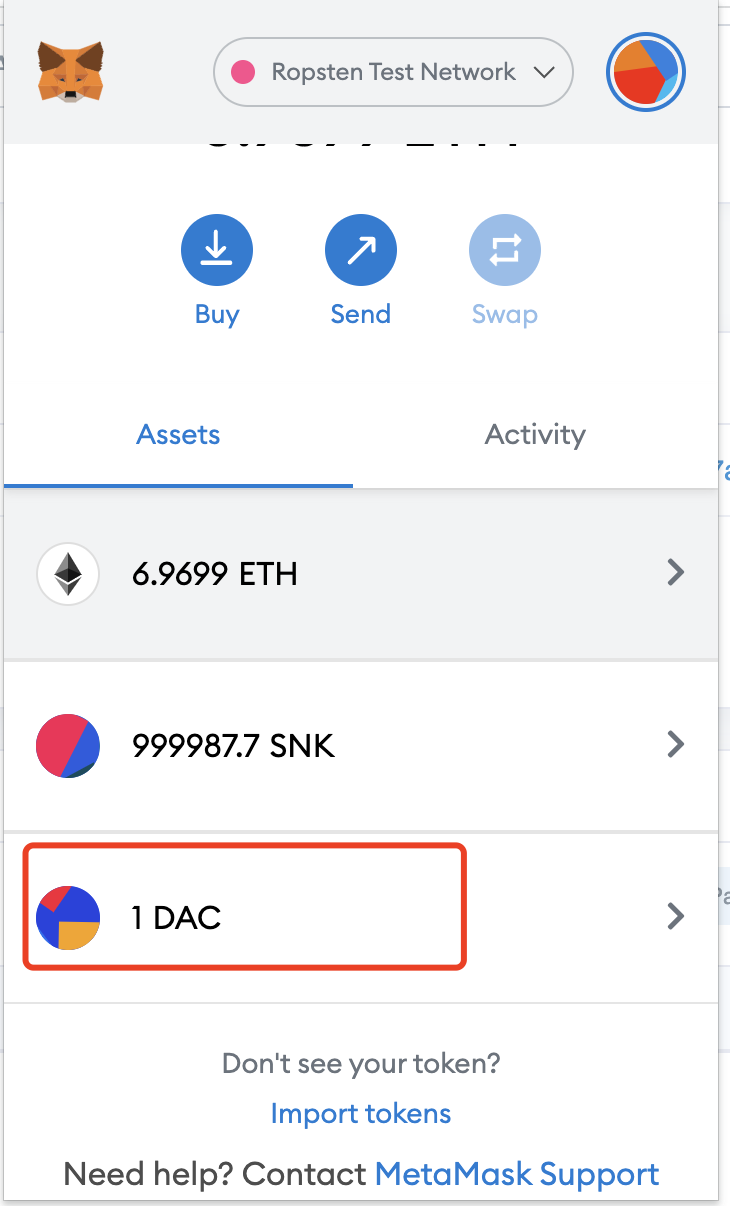 Ropsten Test Network
Buy
Send
Swap
Assets
Activity
6.9699 ETH
999987.7 SNK
1 DAC
Don't see your token?
Import tokens
Need help? Contact MetaMask Support